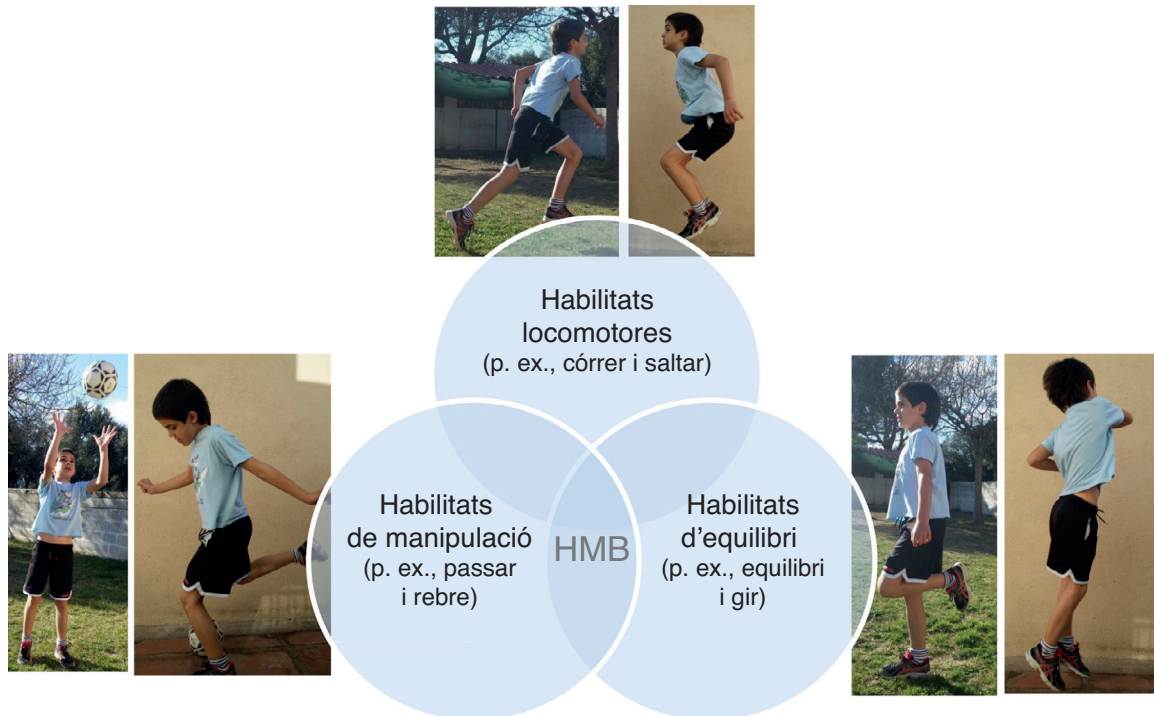 Habilitats
locomotores
(p. ex., córrer i saltar)
Habilitats
de manipulació
(p. ex., passar
i rebre)
HMB
Habilitats
d’equilibri
(p. ex., equilibri
i gir)